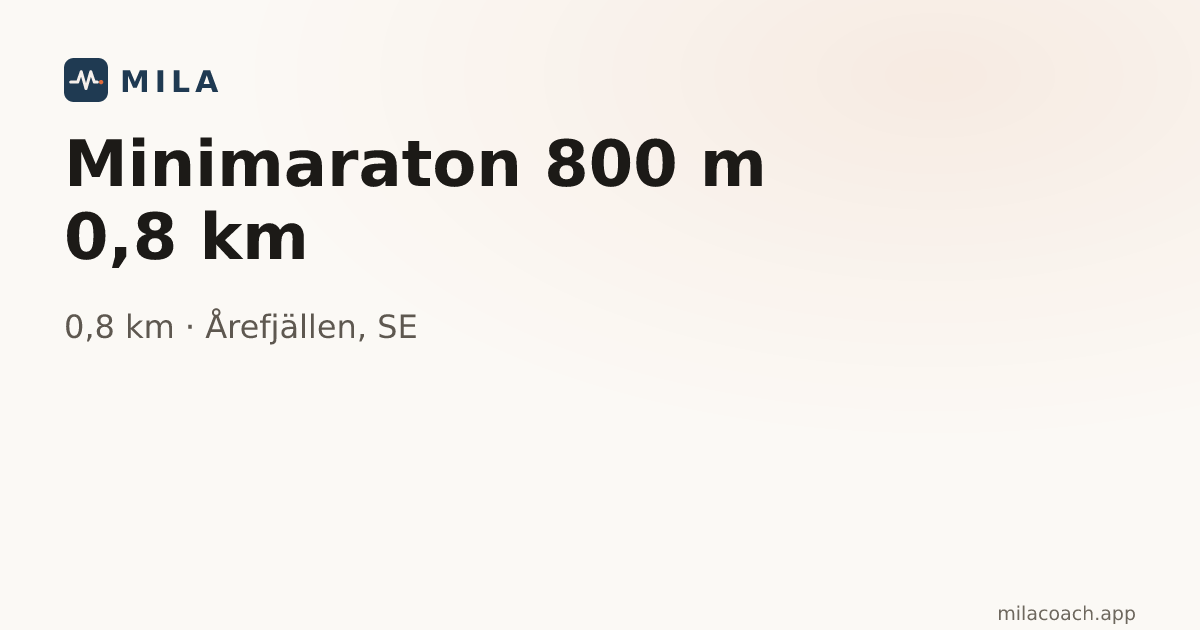 MILA
Minimaraton 800 m
0,8 km
0,8 km · Årefjällen, SE
milacoach.app